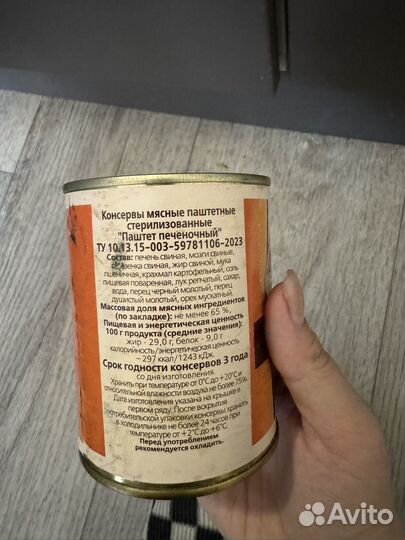 Консервы мясные паштетные
стерилизованные
"Паштет печеночный"
ТУ 10.13.15-003-59781106-2023
Состав: печень свиная, мозги свиные,
свиная, жир свиной, мука
пшеничная, крахмал картофельный, соль
пищевая поваренная, лук репчатый, сахар,
вода, перец черный молотый, перец
душистый молотый, орех мускатный.
Массовая доля мясных ингредиентов
(по закладке): не менее 65 %,
Пищевая и энергетическая ценность
100 г продукта (средние значения):
жир - 29,0 г, белок - 9,0 г
калорийность/энергетическая ценность
– 297 ккал/1243 кДж.
Срок годности консервов 3 года
со дня изготовления.
Хранить при температуре от 0°С до +20°С и
относительной влажности воздуха не более 75%.
Дата изготовления указана на крышке в
первом ряду. После вскрытия
потребительской упаковки консервы хранить
в холодильнике не более 24 часов при
температуре от +2°С до +6°С
Перед употреблением
рекомендуется охладить.
Avito